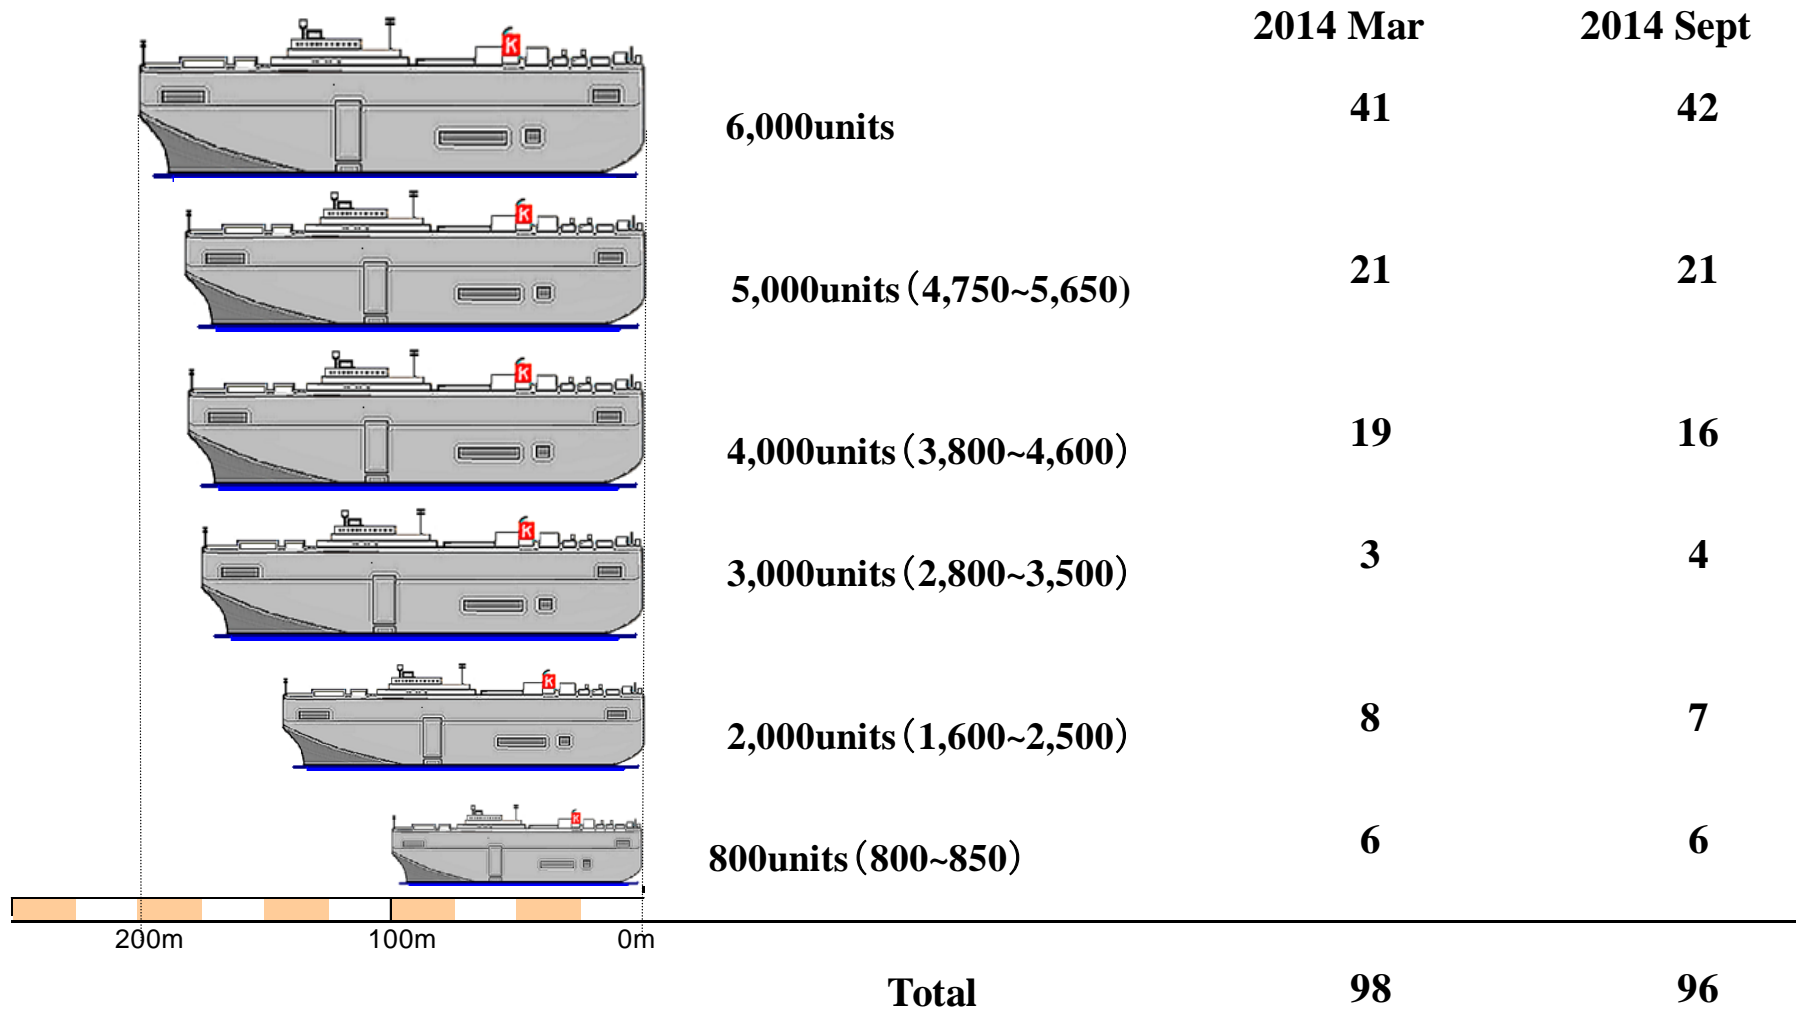 2014 Mar 2014 Sept
K
6,000units 41 42
K
5,000units（4,750~5,650) 21 21
K
4,000units（3,800~4,600） 19 16
K
3,000units（2,800~3,500） 3 4
K
2,000units（1,600~2,500） 8 7
K
800units（800~850） 6 6
200m 100m 0m
Total 98 96